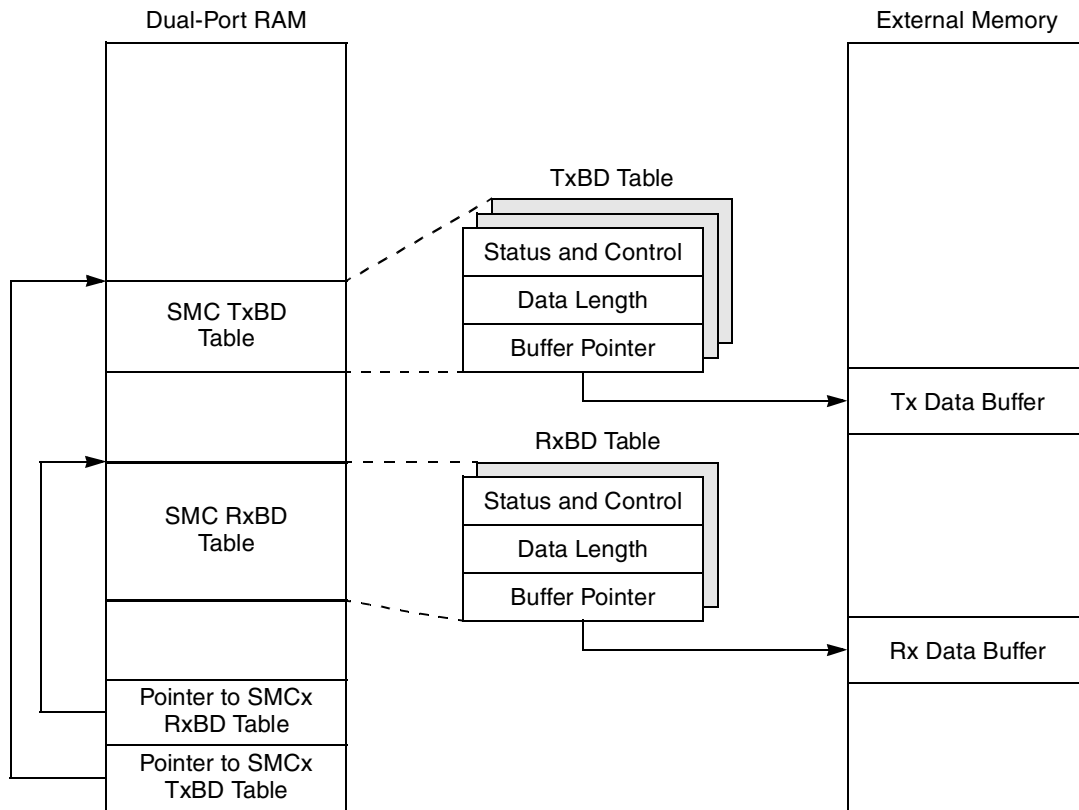 Dual-Port RAM
External Memory
TxBD Table
Status and Control
Data Length
Buffer Pointer
SMC TxBD
Table
Tx Data Buffer
RxBD Table
Status and Control
Data Length
Buffer Pointer
SMC RxBD
Table
Rx Data Buffer
Pointer to SMCx
RxBD Table
Pointer to SMCx
TxBD Table